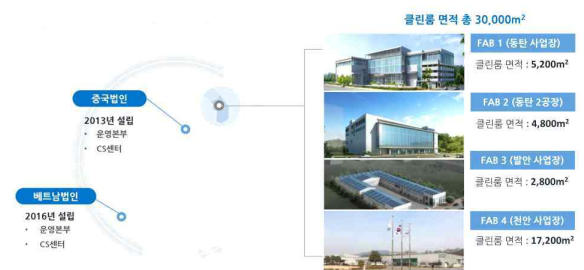 클린룸 면적 총 30,000m²
FAB 1 (동탄 사업장)
클린룸 면적 : 5,200m²
FAB 2 (동탄 2공장)
클린룸 면적 : 4,800m²
FAB 3 (발안 사업장)
클린룸 면적 : 2,800m²
FAB 4 (천안 사업장)
클린룸 면적 : 17,200m²
중국법인
2013년 설립
• 운영본부
• CS센터
베트남법인
2016년 설립
• 운영본부
• CS센터